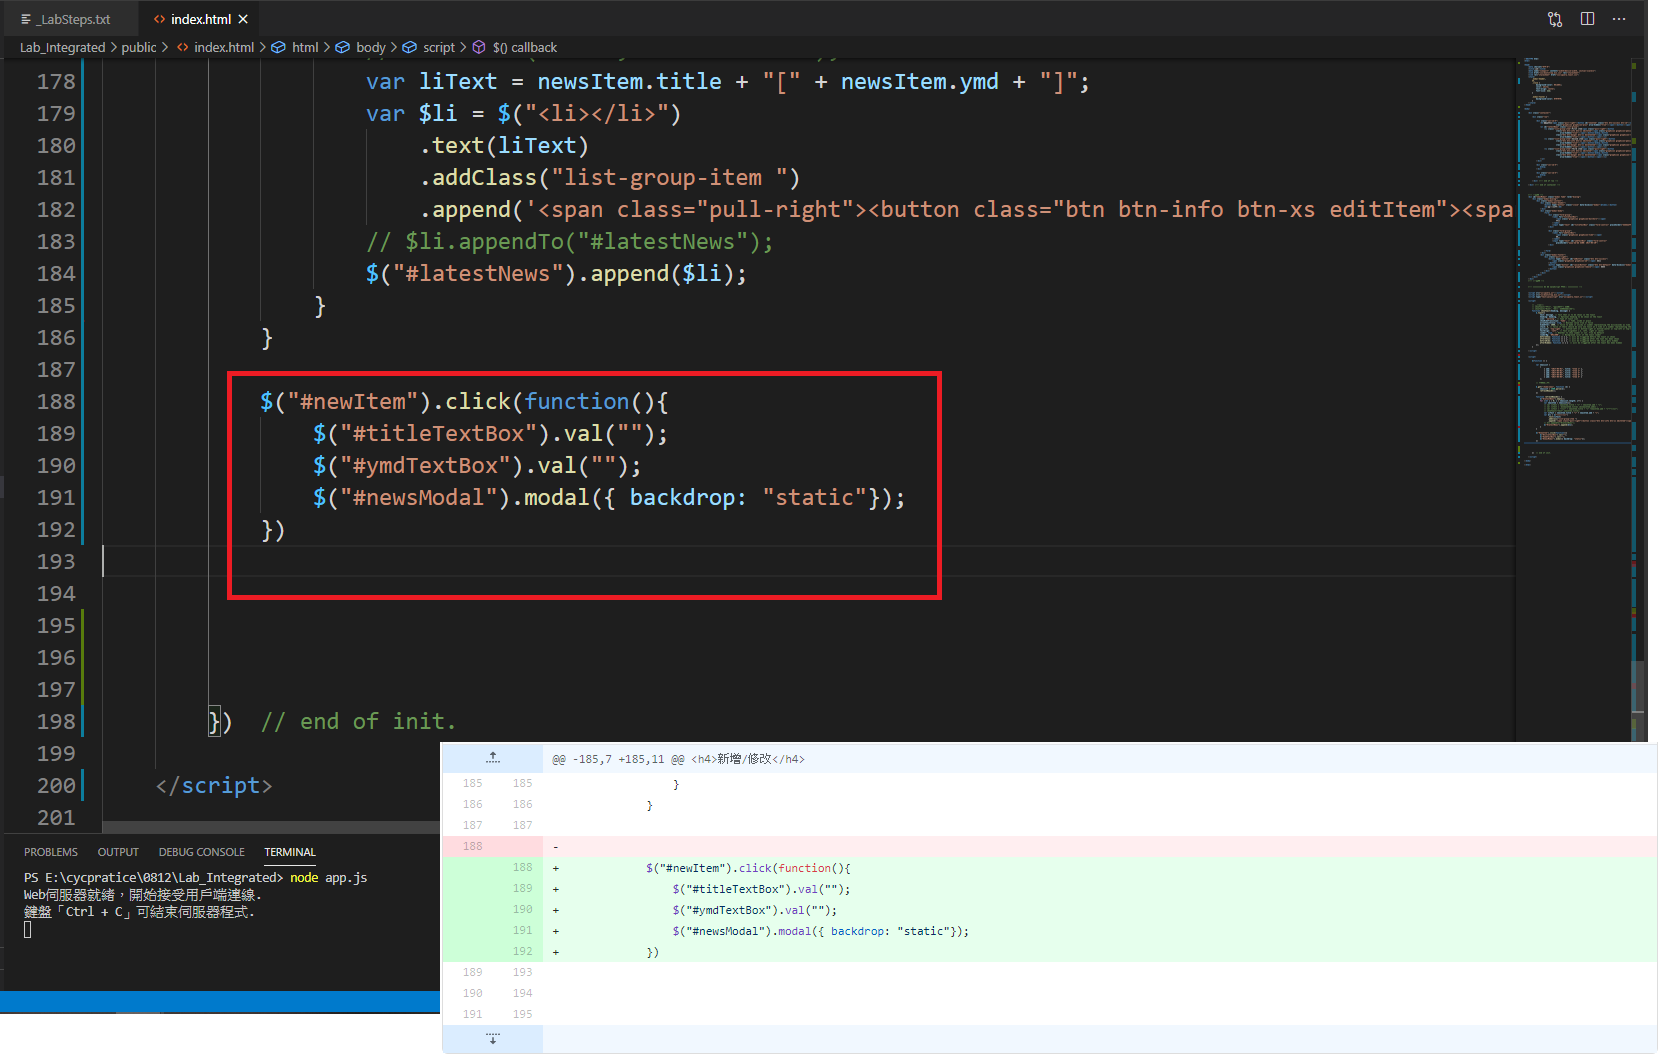 _LabSteps.txt
index.html
Lab_Integrated > public > index.html > html > body > script > $() callback
178 var liText = newsItem.title + "[" + newsItem.ymd + "]";
179 var $li = $("<li></li>")
180 .text(liText)
181 .addClass("list-group-item ")
182 .append('<span class="pull-right"><button class="btn btn-info btn-xs editItem"><spa
183 // $li.appendTo("#latestNews");
184 $("#latestNews").append($li);
185 }
186 }
187
188 $("#newItem").click(function(){
189 $("#titleTextBox").val("");
190 $("#ymdTextBox").val("");
191 $("#newsModal").modal({ backdrop: "static"});
192 })
193
194
195
196
197
198 }) // end of init.
199
200 </script>
201
PROBLEMS OUTPUT DEBUG CONSOLE TERMINAL
PS E:\cycpratice\0812\Lab_Integrated> node app.js
Web伺服器就緒，開始接受用戶端連線.
鍵盤「Ctrl + C」可結束伺服器程式.
@@ -185,7 +185,11 @@ <h4>新增/修改</h4>
185 185 }
186 186 }
187 187
188 -
188 + $("#newItem").click(function(){
189 + $("#titleTextBox").val("");
190 + $("#ymdTextBox").val("");
191 + $("#newsModal").modal({ backdrop: "static"});
192 + })
189 193
190 194
191 195